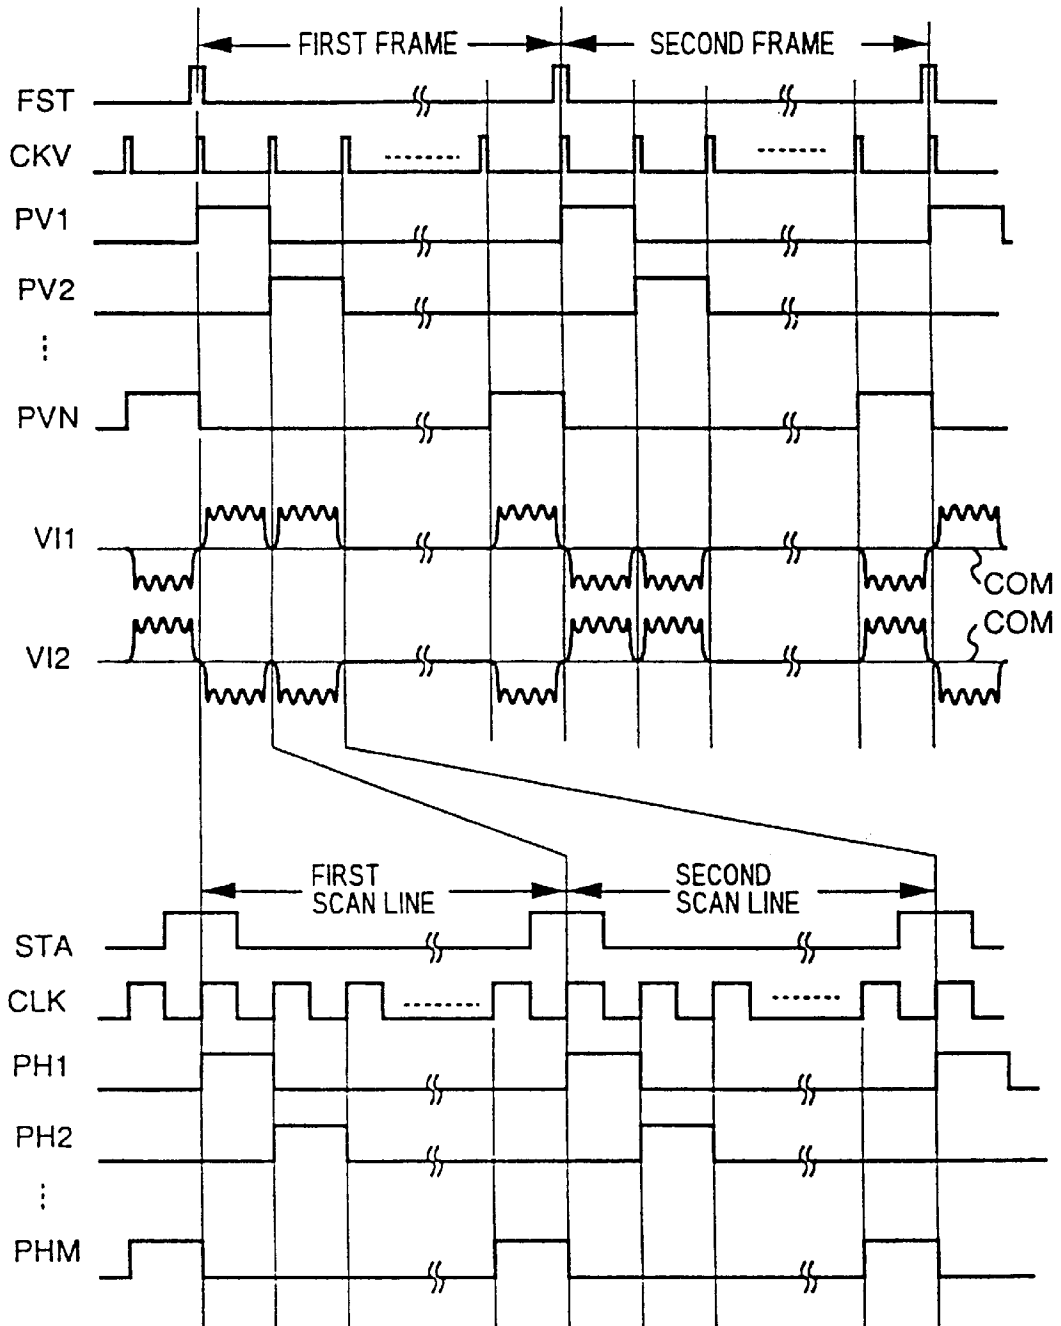 FIRST FRAME
SECOND FRAME
FST
CKV
PV1
PV2
PVN
VI1
COM
COM
VI2
FIRST
SCAN LINE
SECOND
SCAN LINE
STA
CLK
PH1
PH2
PHM